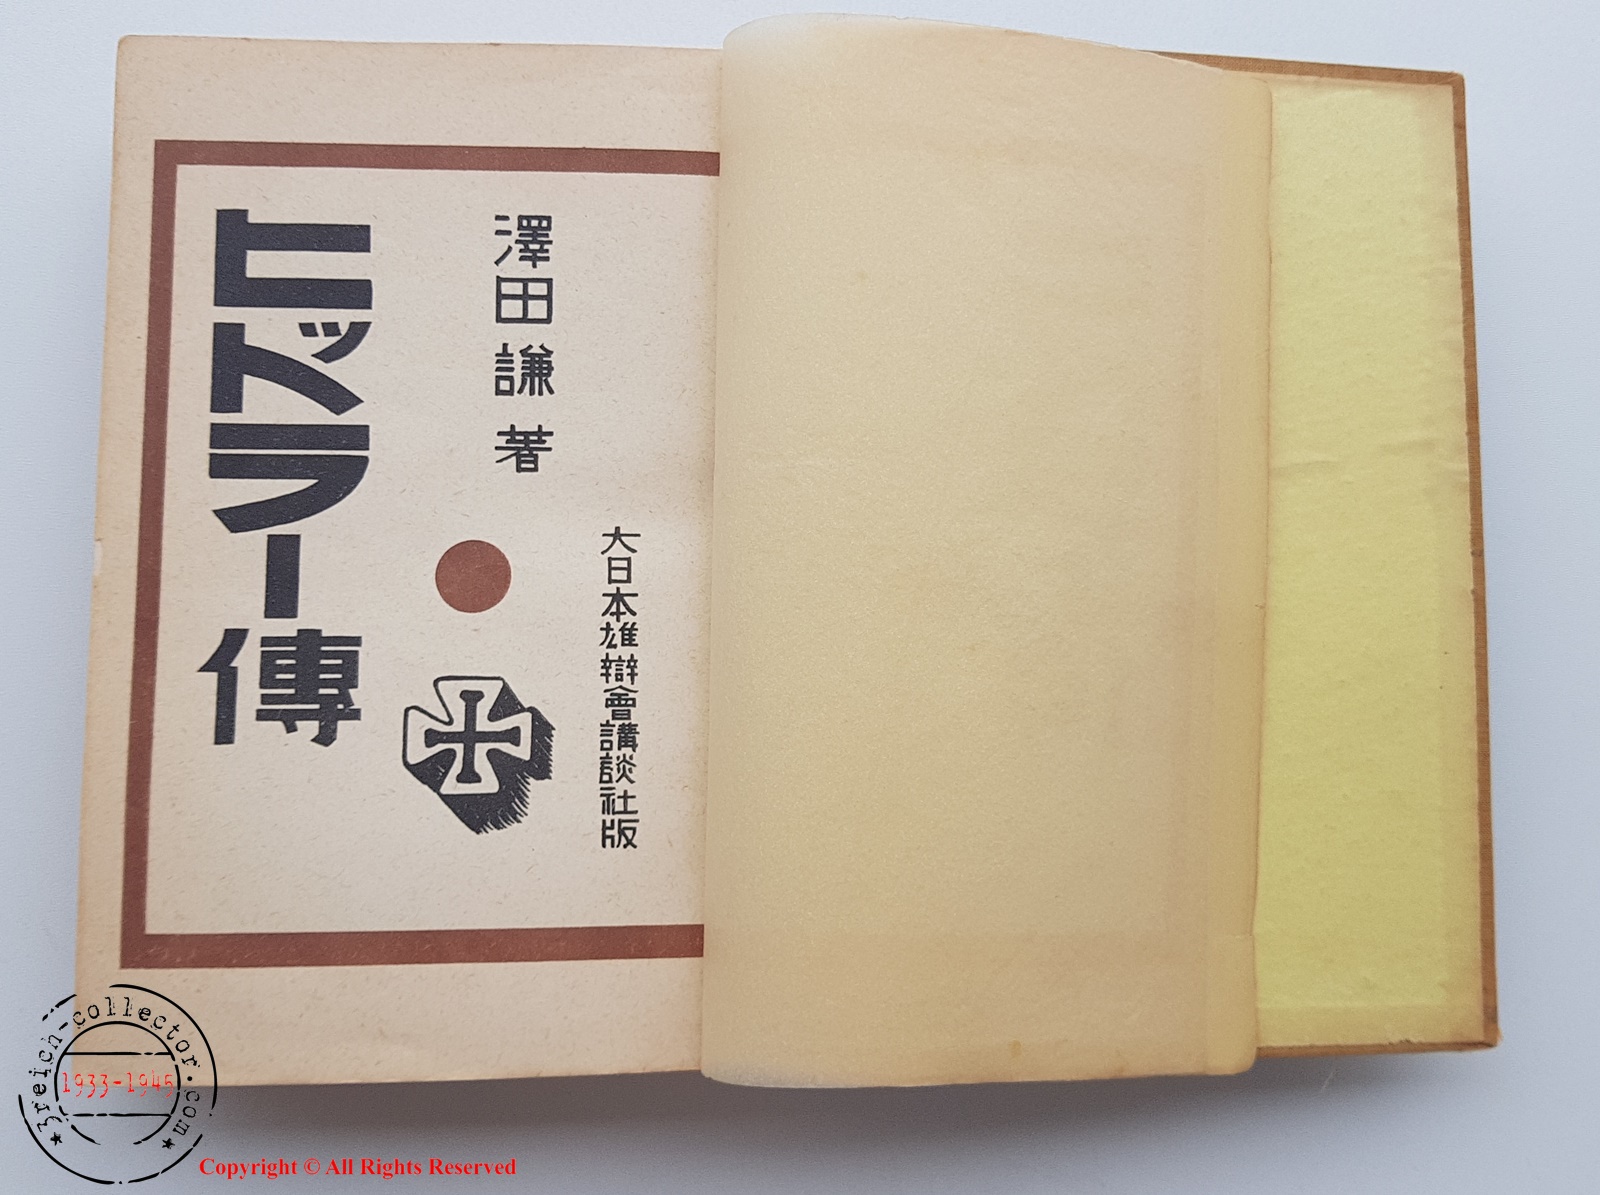 澤田謙著
ヒットラー傳
大日本雄辯會講談社版
3reich-collector.com
1933-1945
Copyright © All Rights Reserved